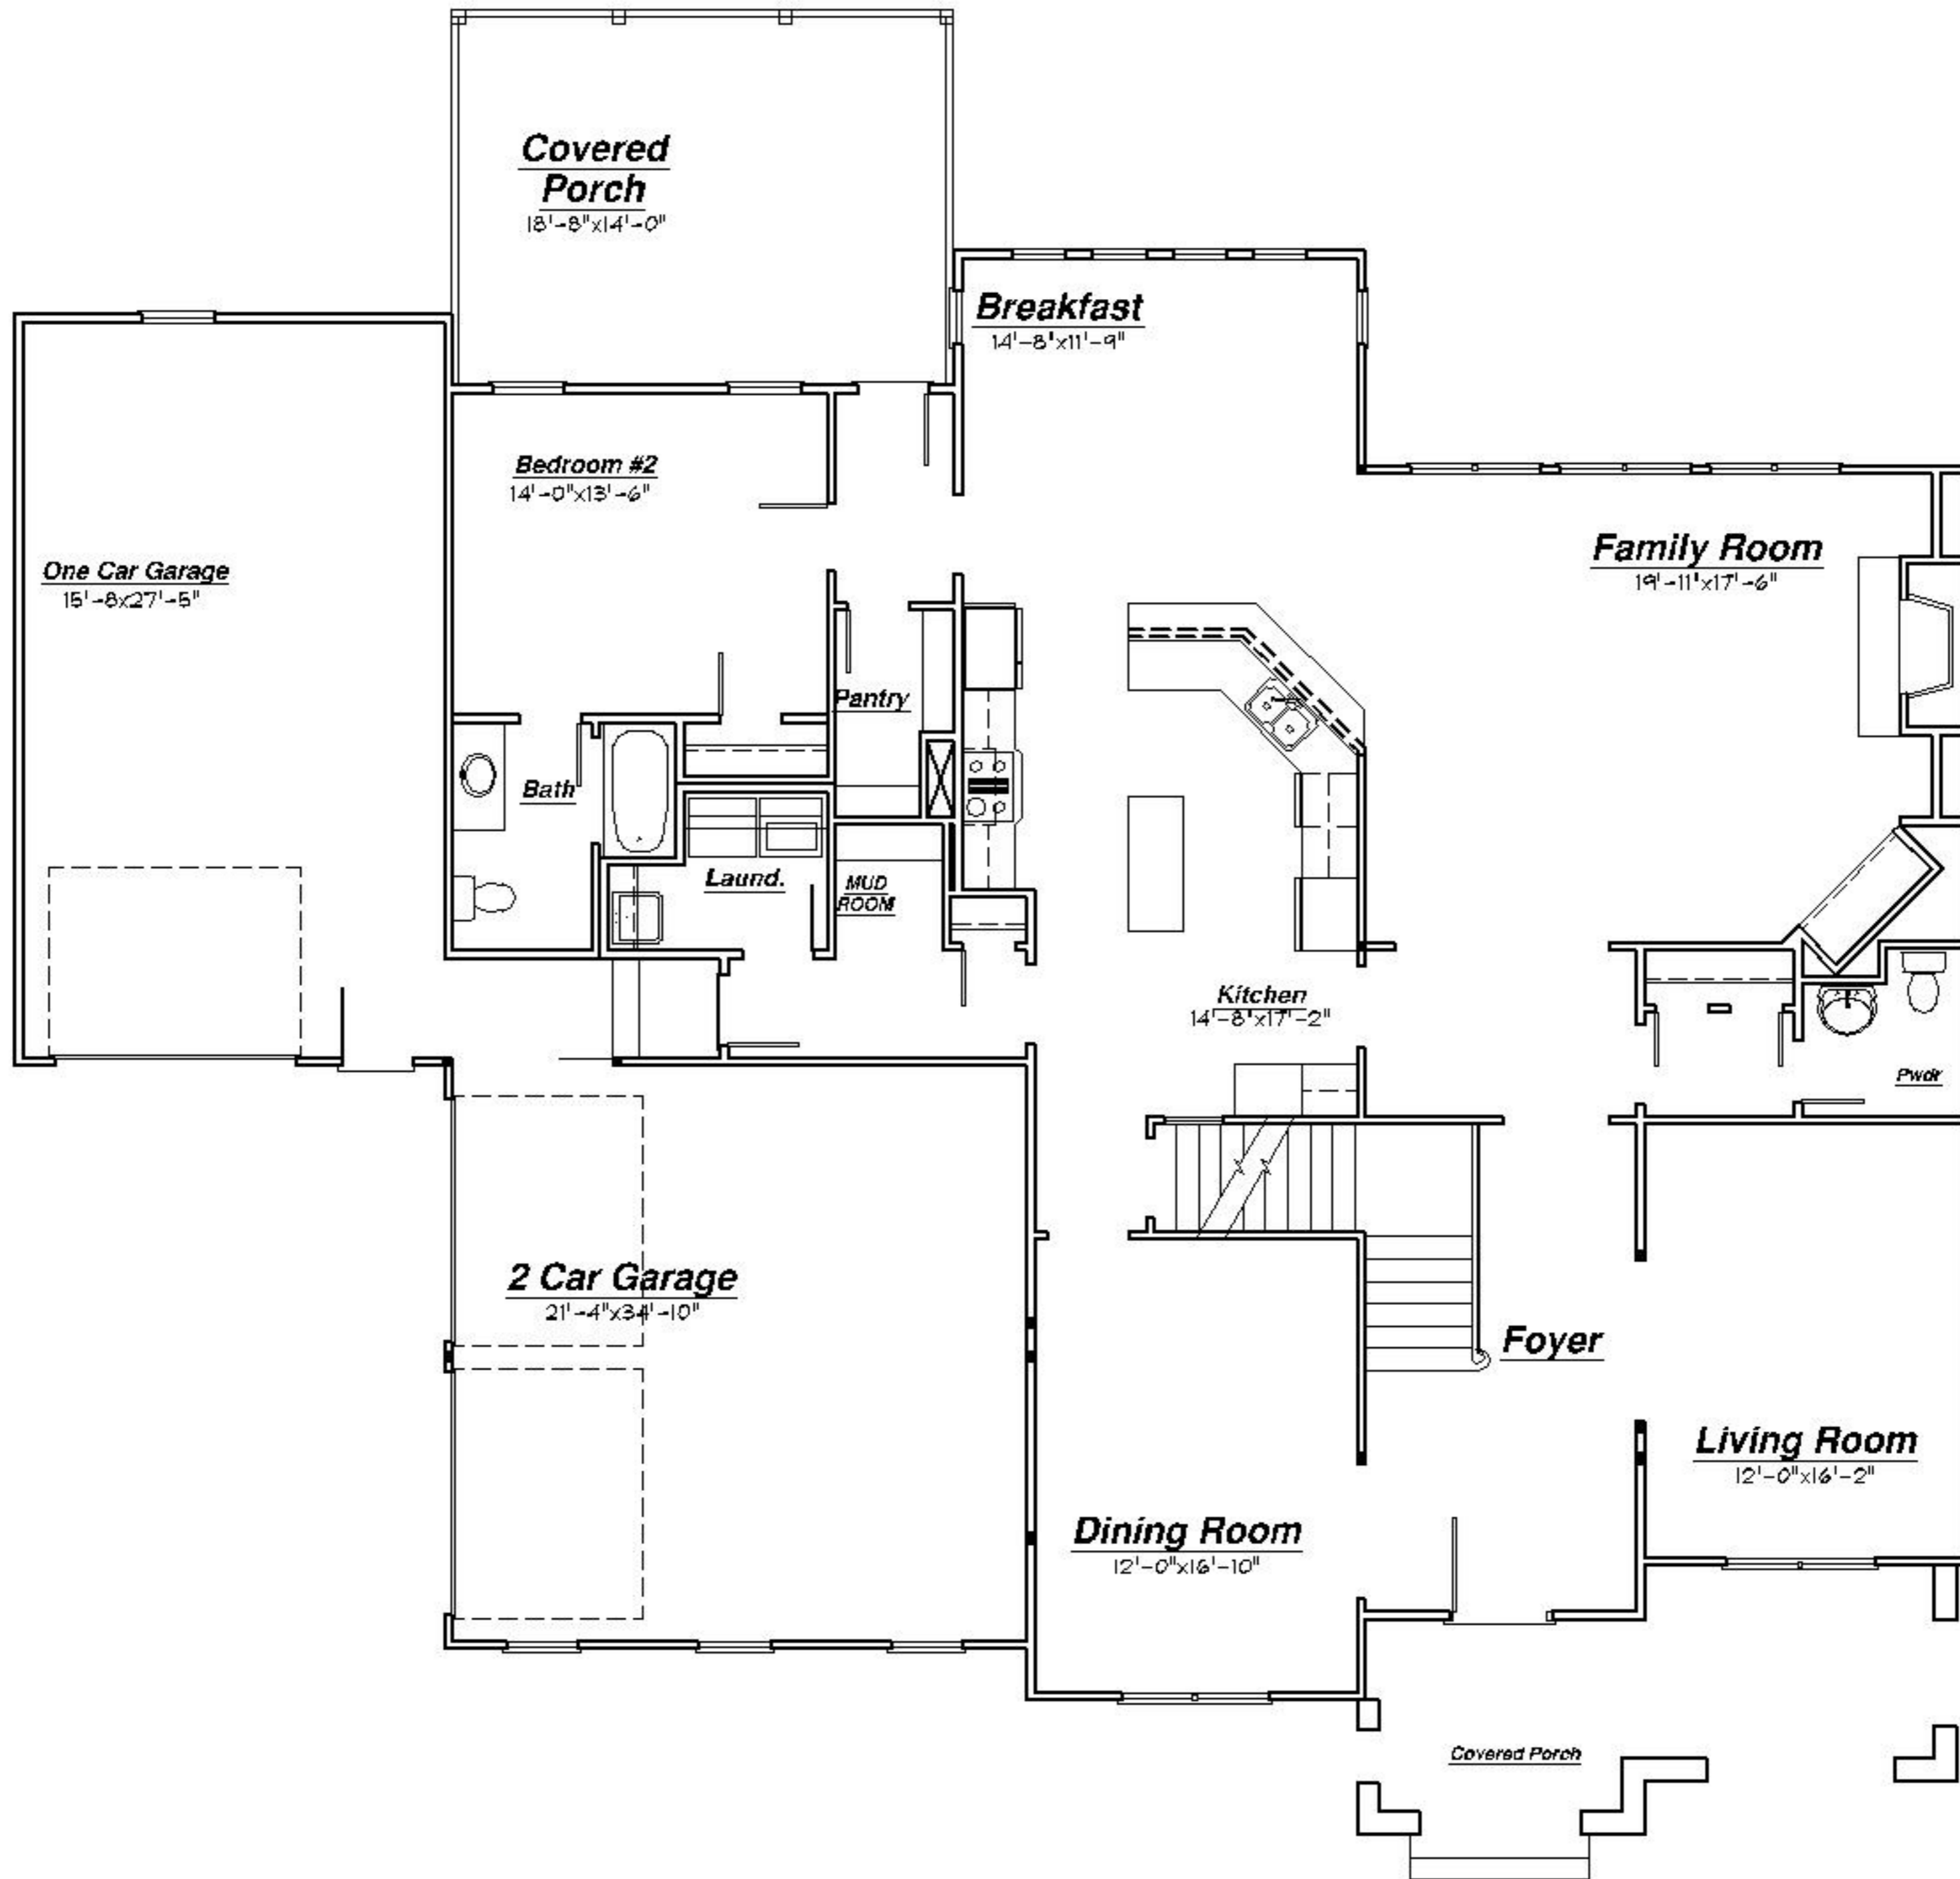 Covered
Porch
18'-8"x14'-0"
Breakfast
14'-8"x11'-9"
Bedroom #2
14'-0"x13'-6"
Family Room
19'-11"x17'-6"
One Car Garage
15'-8x27'-5"
Pantry
Bath
Laund.
MUD
ROOM
Kitchen
14'-8"x17'-2"
Pwdr
2 Car Garage
21'-4"x34'-10"
Foyer
Living Room
12'-0"x16'-2"
Dining Room
12'-0"x16'-10"
Covered Porch